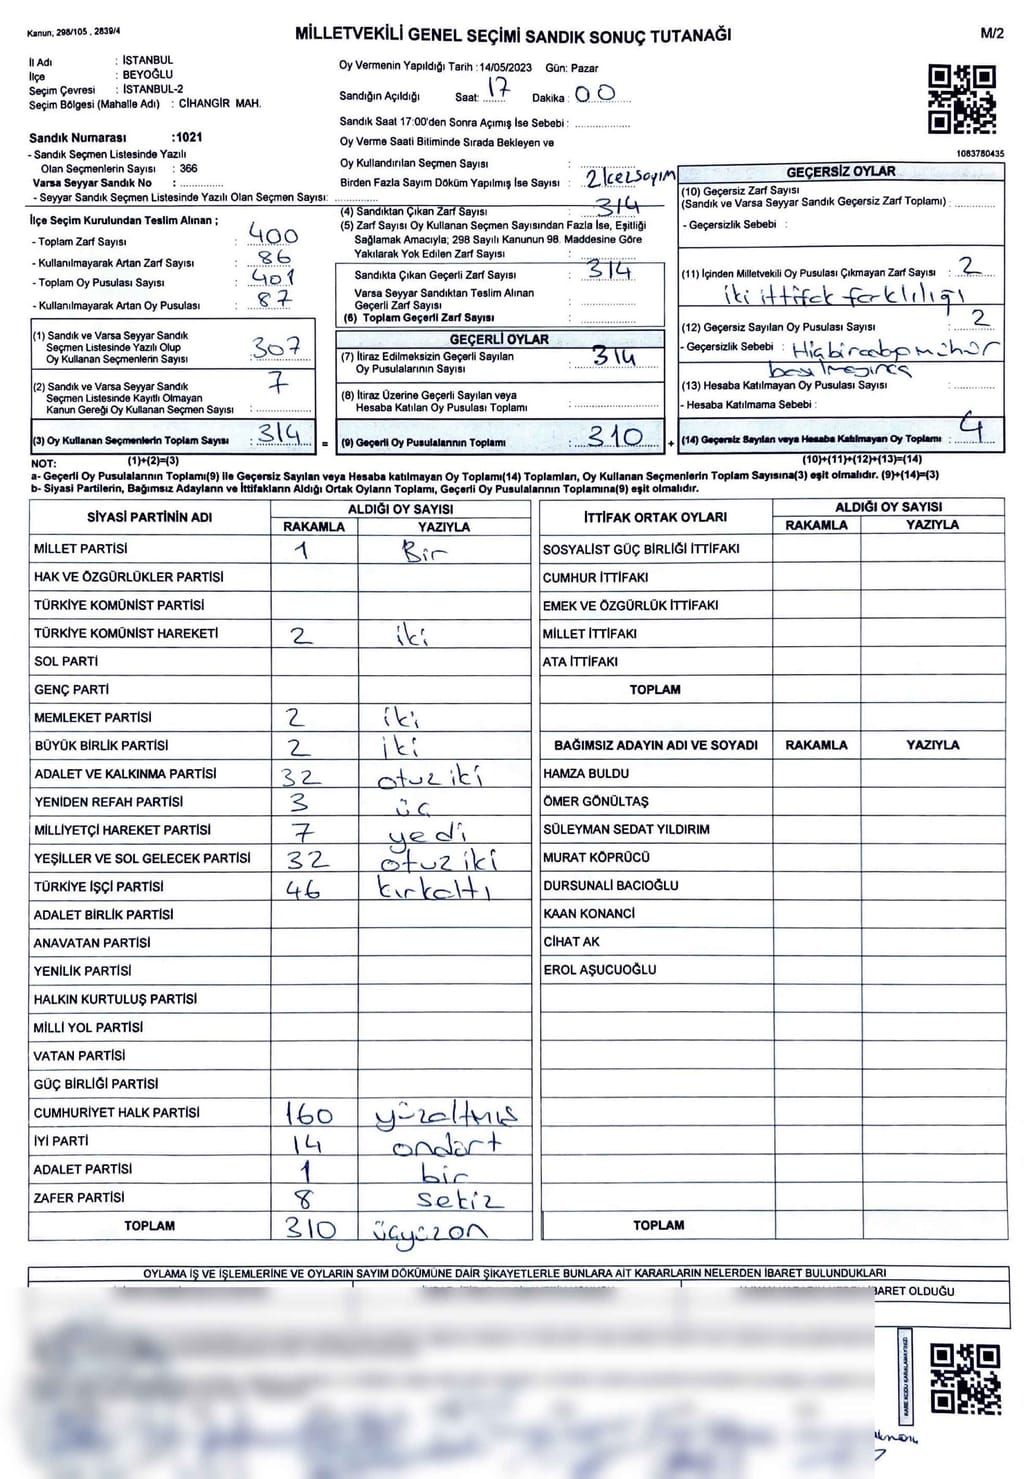 Kanun, 298/105 , 2839/4
MİLLETVEKİLİ GENEL SEÇİMİ SANDIK SONUÇ TUTANAĞI
M/2
İl Adı : İSTANBUL
İlçe : BEYOĞLU
Seçim Çevresi : İSTANBUL-2
Seçim Bölgesi (Mahalle Adı) : CİHANGİR MAH.
Sandık Numarası :1021
- Sandık Seçmen Listesinde Yazılı
Olan Seçmenlerin Sayısı : 366
Varsa Seyyar Sandık No :
- Seyyar Sandık Seçmen Listesinde Yazılı Olan Seçmen Sayısı:
Oy Vermenin Yapıldığı Tarih :14/05/2023 Gün: Pazar
Sandığın Açıldığı Saat: 17 Dakika : 00
Sandık Saat 17:00'den Sonra Açımış İse Sebebi :
Oy Verme Saati Bitiminde Sırada Bekleyen ve
Oy Kullandırılan Seçmen Sayısı :
Birden Fazla Sayım Döküm Yapılmış İse Sayısı : 2 kez Sayım
1083780435
İlçe Seçim Kurulundan Teslim Alınan ;
- Toplam Zarf Sayısı : 400
- Kullanılmayarak Artan Zarf Sayısı : 86
- Toplam Oy Pusulası Sayısı : 401
- Kullanılmayarak Artan Oy Pusulası : 87
(4) Sandıktan Çıkan Zarf Sayısı : 314
(5) Zarf Sayısı Oy Kullanan Seçmen Sayısından Fazla İse, Eşitliği
Sağlamak Amacıyla; 298 Sayılı Kanunun 98. Maddesine Göre
Yakılarak Yok Edilen Zarf Sayısı :
Sandıkta Çıkan Geçerli Zarf Sayısı : 314
Varsa Seyyar Sandıktan Teslim Alınan
Geçerli Zarf Sayısı :
(6) Toplam Geçerli Zarf Sayısı :
GEÇERSİZ OYLAR
(10) Geçersiz Zarf Sayısı
(Sandık ve Varsa Seyyar Sandık Geçersiz Zarf Toplamı) :
- Geçersizlik Sebebi :
(11) İçinden Milletvekili Oy Pusulası Çıkmayan Zarf Sayısı : 2
iki ittifak farklılığı
(12) Geçersiz Sayılan Oy Pusulası Sayısı : 2
- Geçersizlik Sebebi : Hiçbir mühür
(13) Hesaba Katılmayan Oy Pusulası Sayısı :
- Hesaba Katılmama Sebebi :
(1) Sandık ve Varsa Seyyar Sandık
Seçmen Listesinde Yazılı Olup
Oy Kullanan Seçmenlerin Sayısı : 307
(2) Sandık ve Varsa Seyyar Sandık
Seçmen Listesinde Kayıtlı Olmayan
Kanun Gereği Oy Kullanan Seçmen Sayısı : 7
GEÇERLİ OYLAR
(7) İtiraz Edilmeksizin Geçerli Sayılan
Oy Pusulalarının Sayısı : 314
(8) İtiraz Üzerine Geçerli Sayılan veya
Hesaba Katılan Oy Pusulası Toplamı :
(3) Oy Kullanan Seçmenlerin Toplam Sayısı : 314 = (9) Geçerli Oy Pusulalarının Toplamı : 310 + (14) Geçersiz Sayılan veya Hesaba Katılmayan Oy Toplamı : 4
NOT: (1)+(2)=(3) (10)+(11)+(12)+(13)=(14)
a- Geçerli Oy Pusulalarının Toplamı(9) ile Geçersiz Sayılan veya Hesaba katılmayan Oy Toplamı(14) Toplamları, Oy Kullanan Seçmenlerin Toplam Sayısına(3) eşit olmalıdır. (9)+(14)=(3)
b- Siyasi Partilerin, Bağımsız Adayların ve İttifakların Aldığı Ortak Oyların Toplamı, Geçerli Oy Pusulalarının Toplamına(9) eşit olmalıdır.
SİYASİ PARTİNİN ADI ALDIĞI OY SAYISI
RAKAMLA YAZIYLA
MİLLET PARTİSİ 1 Bir
HAK VE ÖZGÜRLÜKLER PARTİSİ
TÜRKİYE KOMÜNİST PARTİSİ
TÜRKİYE KOMÜNİST HAREKETİ 2 iki
SOL PARTİ
GENÇ PARTİ
MEMLEKET PARTİSİ 2 iki
BÜYÜK BİRLİK PARTİSİ 2 iki
ADALET VE KALKINMA PARTİSİ 32 otuz iki
YENİDEN REFAH PARTİSİ 3 üç
MİLLİYETÇİ HAREKET PARTİSİ 7 yedi
YEŞİLLER VE SOL GELECEK PARTİSİ 32 otuz iki
TÜRKİYE İŞÇİ PARTİSİ 46 kırkaltı
ADALET BİRLİK PARTİSİ
ANAVATAN PARTİSİ
YENİLİK PARTİSİ
HALKIN KURTULUŞ PARTİSİ
MİLLİ YOL PARTİSİ
VATAN PARTİSİ
GÜÇ BİRLİĞİ PARTİSİ
CUMHURİYET HALK PARTİSİ 160 yüzaltmış
İYİ PARTİ 14 ondört
ADALET PARTİSİ 1 bir
ZAFER PARTİSİ 8 sekiz
TOPLAM 310 üçyüzon
İTTİFAK ORTAK OYLARI ALDIĞI OY SAYISI
RAKAMLA YAZIYLA
SOSYALİST GÜÇ BİRLİĞİ İTTİFAKI
CUMHUR İTTİFAKI
EMEK VE ÖZGÜRLÜK İTTİFAKI
MİLLET İTTİFAKI
ATA İTTİFAKI
TOPLAM
BAĞIMSIZ ADAYIN ADI VE SOYADI RAKAMLA YAZIYLA
HAMZA BULDU
ÖMER GÖNÜLTAŞ
SÜLEYMAN SEDAT YILDIRIM
MURAT KÖPRÜCÜ
DURSUNALİ BACIOĞLU
KAAN KONANCİ
CİHAT AK
EROL AŞUCUOĞLU
TOPLAM
OYLAMA İŞ VE İŞLEMLERİNE VE OYLARIN SAYIM DÖKÜMÜNE DAİR ŞİKAYETLERLE BUNLARA AİT KARARLARIN NELERDEN İBARET BULUNDUKLARI
BARET OLDUĞU